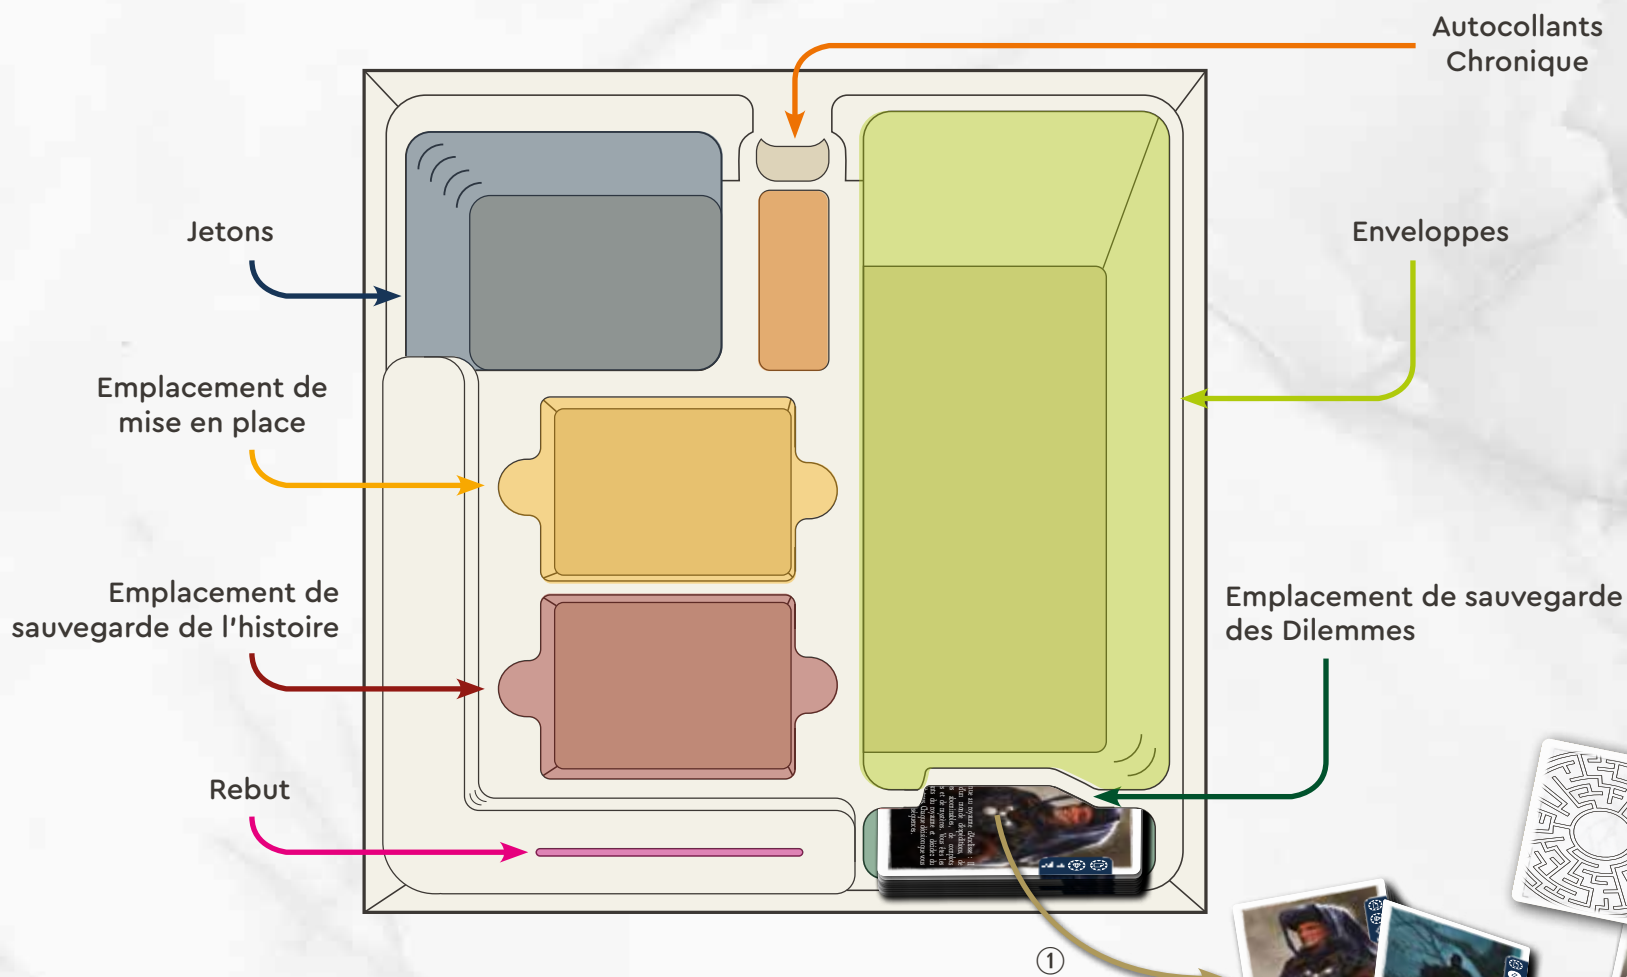 Autocollants
Chronique
Jetons
Enveloppes
Emplacement de
mise en place
Emplacement de
sauvegarde de l'histoire
Emplacement de sauvegarde
des Dilemmes
Rebut
1